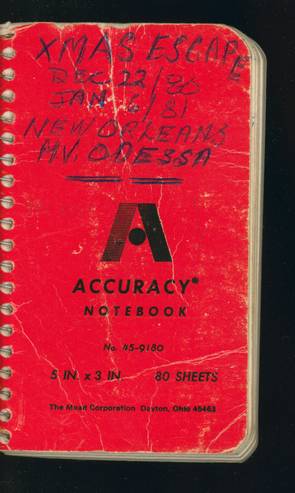 XMAS ESCAPE
DEC. 22/80
JAN 6/81
NEW ORLEANS
MV. ODESSA
A
ACCURACY®
NOTEBOOK
No. 45-9180
5 IN. x 3 IN. 80 SHEETS
The Mead Corporation Dayton, Ohio 45463